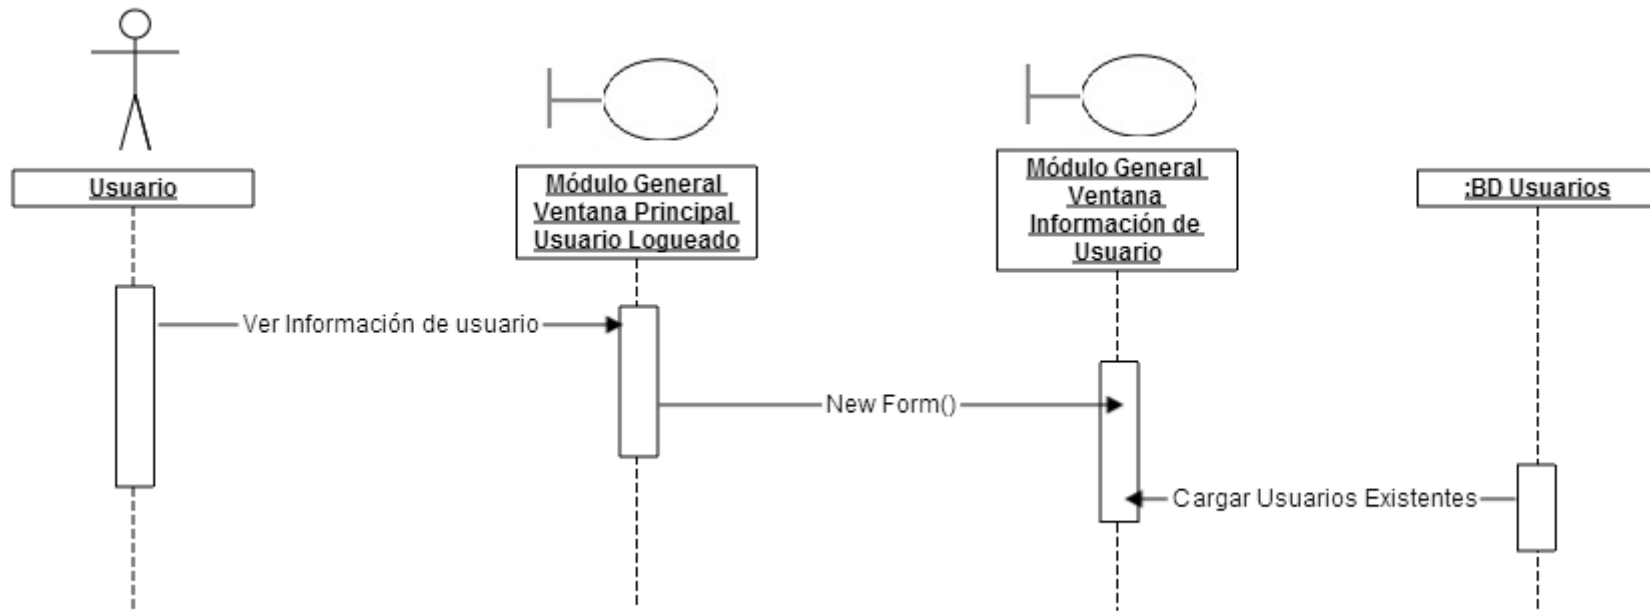 Usuario
Módulo General
Ventana Principal
Usuario Logueado
Módulo General
Ventana
Información de
Usuario
:BD Usuarios
Ver Información de usuario
New Form()
Cargar Usuarios Existentes